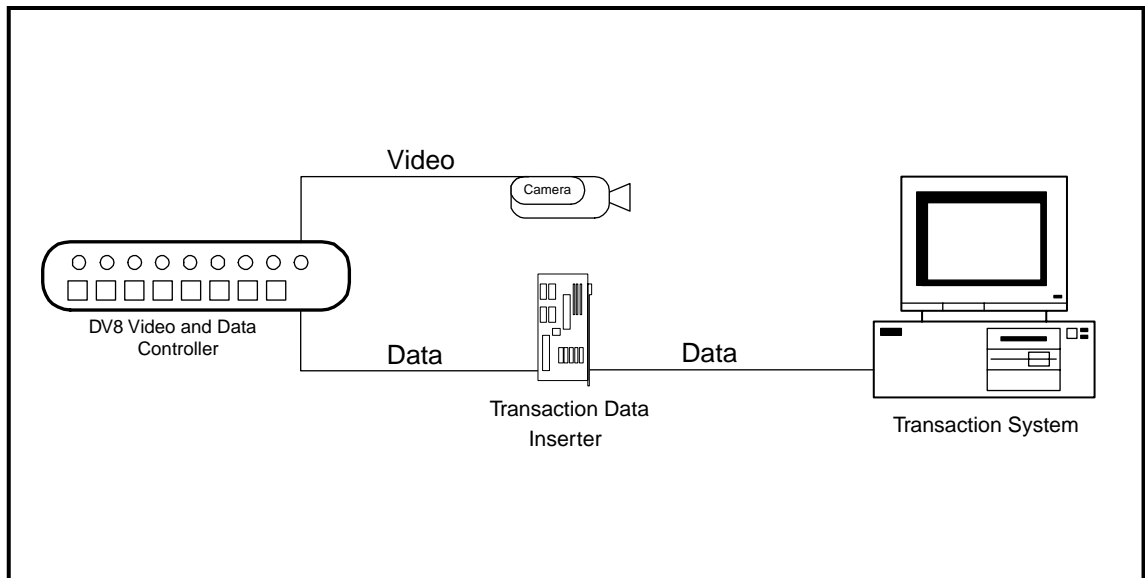 Video
Camera
DV8 Video and Data
Controller
Data
Data
Transaction Data
Inserter
Transaction System